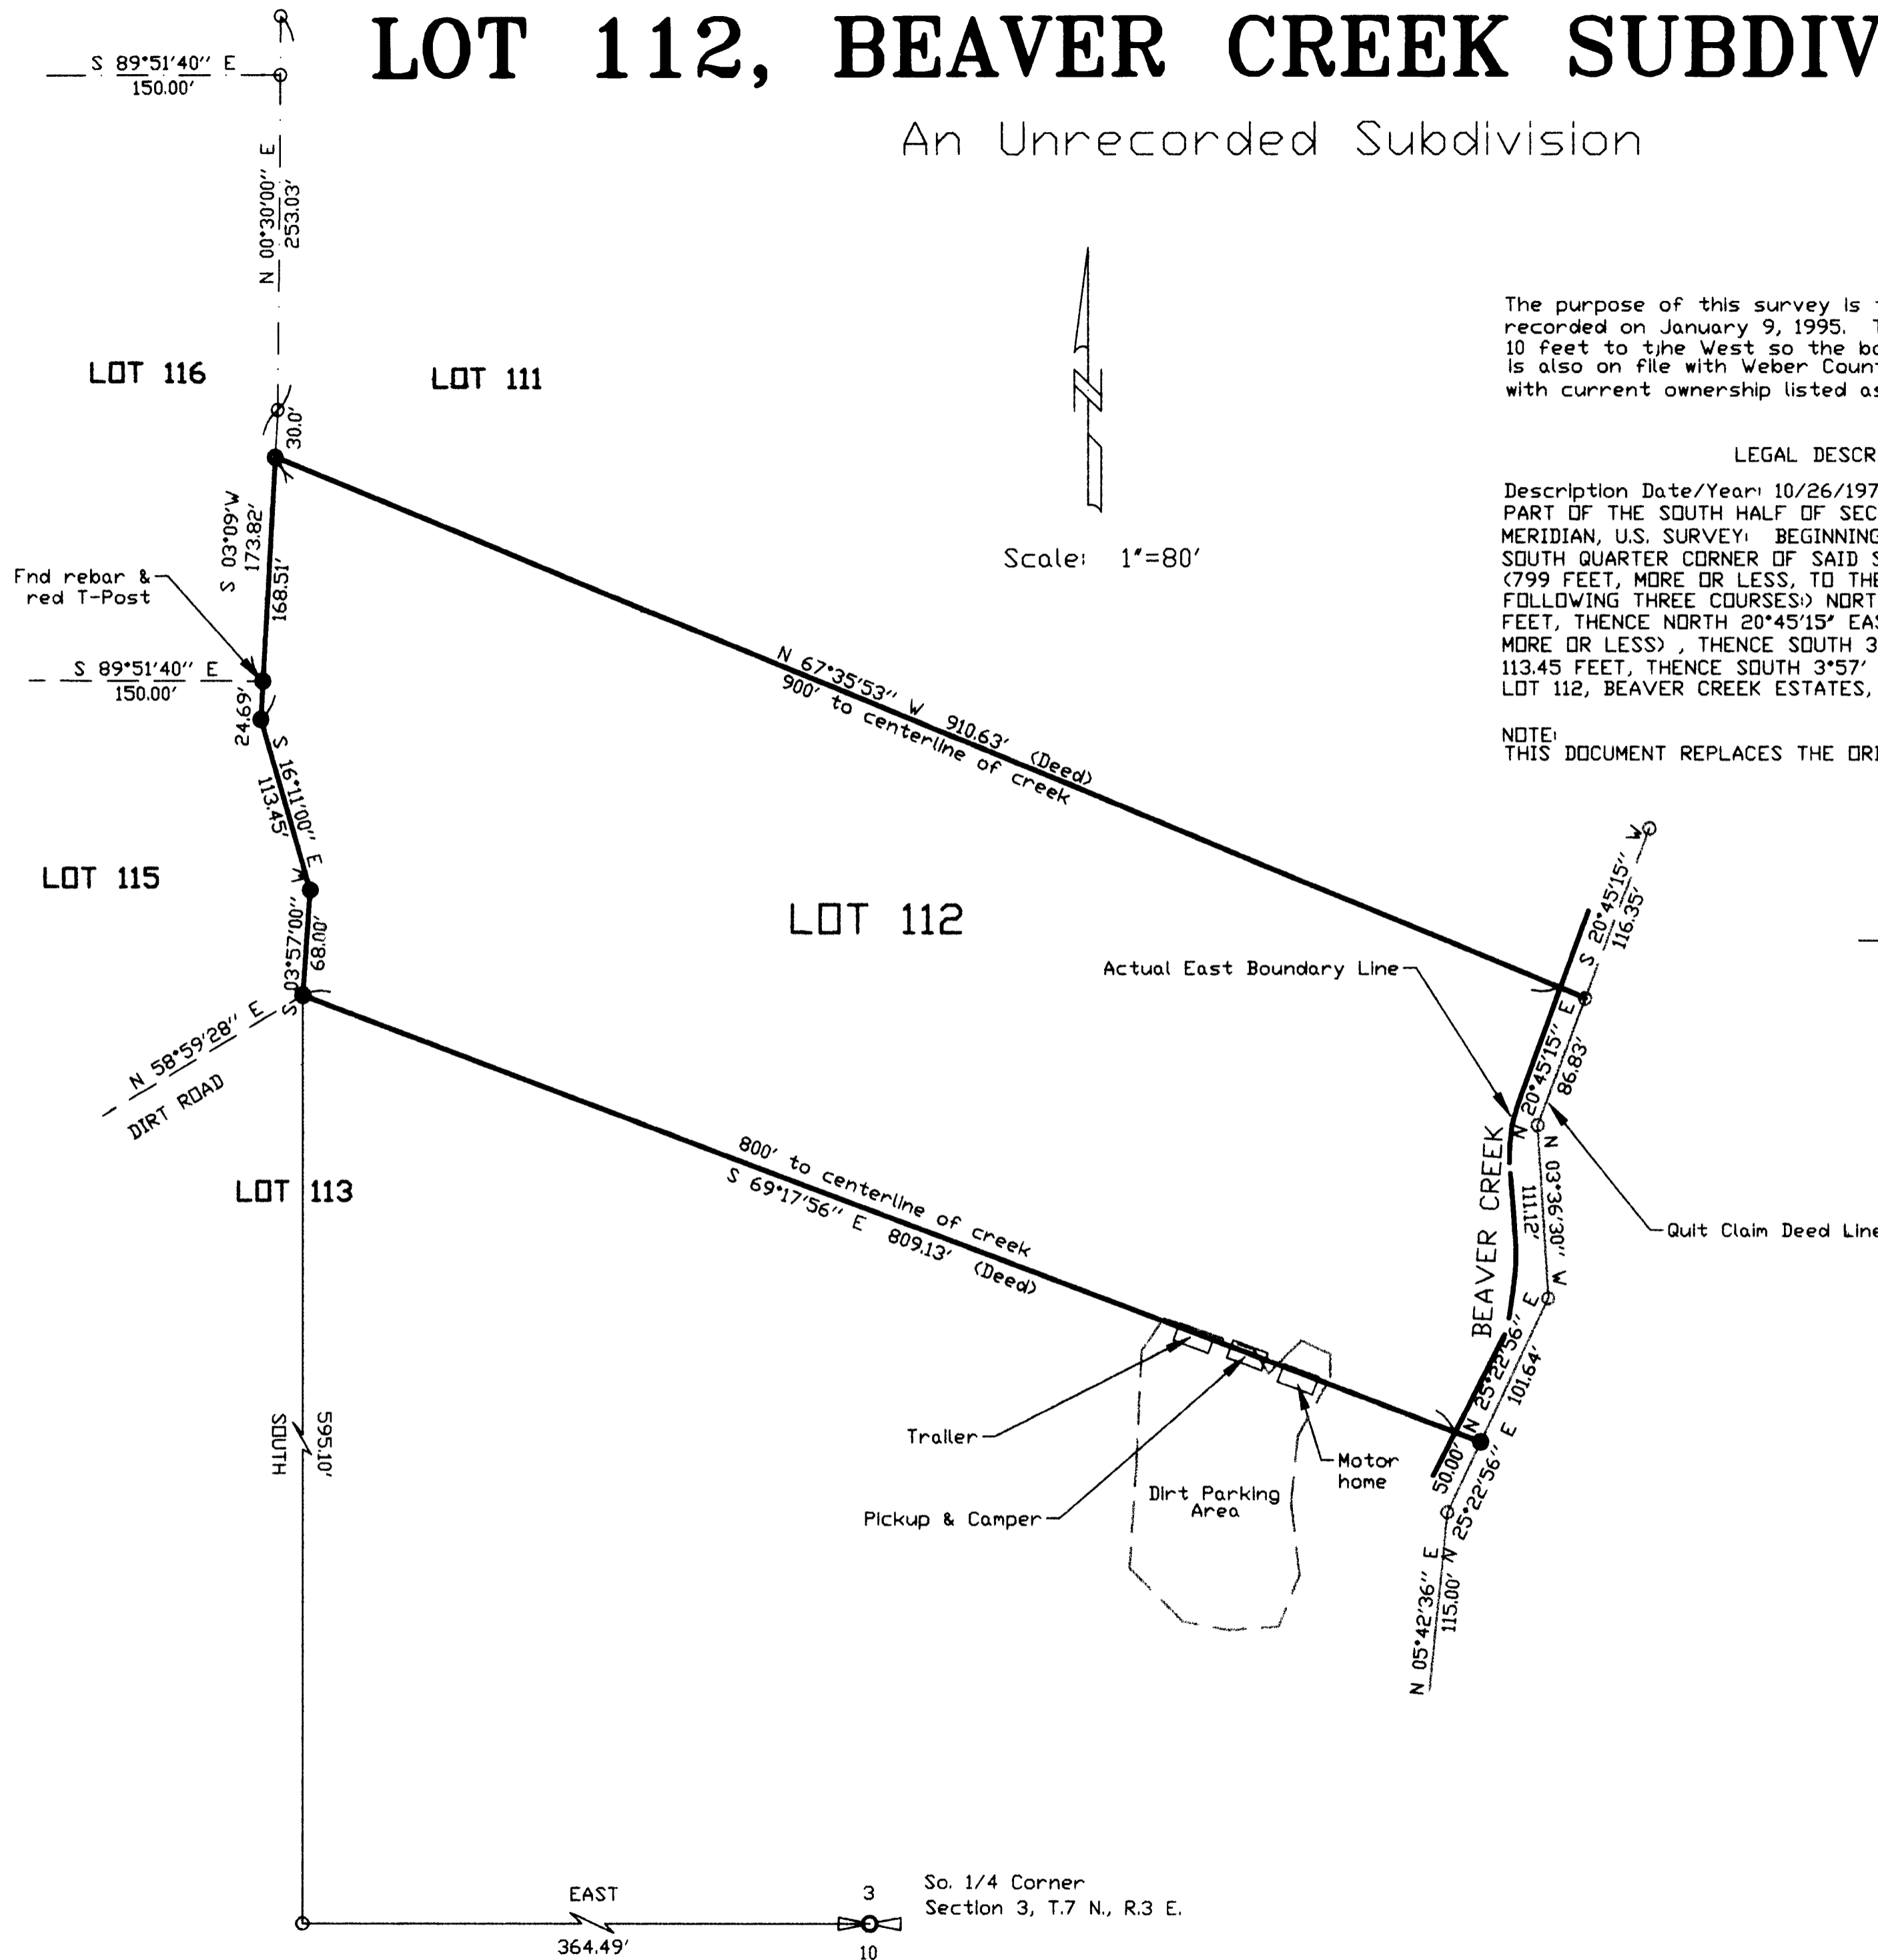 LOT 112, BEAVER CREEK SUBDIV
An Unrecorded Subdivision
S 89°51'40'' E
150.00'
N 00°30'00'' E
253.03'
LOT 116
LOT 111
30.0'
The purpose of this survey is
recorded on January 9, 1995.
10 feet to tjhe West so the
is also on file with Weber Coun
with current ownership listed as
LEGAL DESCR
Description Date/Year: 10/26/197
PART OF THE SOUTH HALF OF SEC
MERIDIAN, U.S. SURVEY: BEGINNING
SOUTH QUARTER CORNER OF SAID S
(799 FEET, MORE OR LESS, TO THE
FOLLOWING THREE COURSES:) NORT
FEET, THENCE NORTH 20°45'15" EAS
MORE OR LESS) , THENCE SOUTH 3
113.45 FEET, THENCE SOUTH 3°57'
LOT 112, BEAVER CREEK ESTATES,
NOTE:
THIS DOCUMENT REPLACES THE ORI
N
Scale: 1"=80'
S 03°09'W
173.82'
168.51'
Fnd rebar &
red T-Post
S 89°51'40'' E
150.00'
24.69'
S 16°11'00'' E
113.45'
N 67°35'53'' W 910.63' (Deed)
900' to centerline of creek
LOT 115
LOT 112
S 03°57'00'' W
68.00'
N 58°59'28'' E
DIRT ROAD
S 20°45'15'' W
116.35'
Actual East Boundary Line
N 20°45'15'' E
86.83'
LOT 113
800' to centerline of creek
S 69°17'56'' E 809.13' (Deed)
BEAVER CREEK
N 03°36'30'' W
111.12'
Quit Claim Deed Line
N 25°22'56'' E
101.64'
Trailer
Pickup & Camper
Motor
home
Dirt Parking
Area
50.00'
N 25°22'56'' E
N 05°42'36'' E
115.00'
SOUTH
595.10'
EAST
364.49'
3
10
So. 1/4 Corner
Section 3, T.7 N., R.3 E.